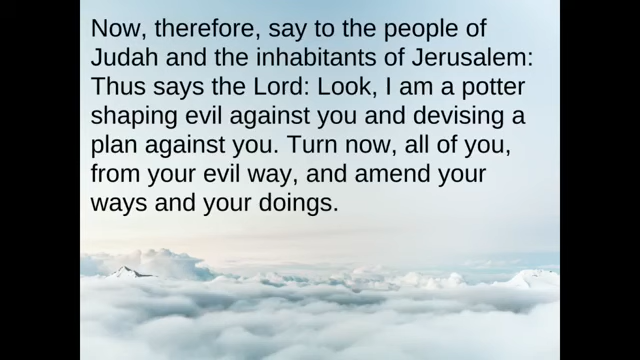 Now, therefore, say to the people of
Judah and the inhabitants of Jerusalem:
Thus says the Lord: Look, I am a potter
shaping evil against you and devising a
plan against you. Turn now, all of you,
from your evil way, and amend your
ways and your doings.